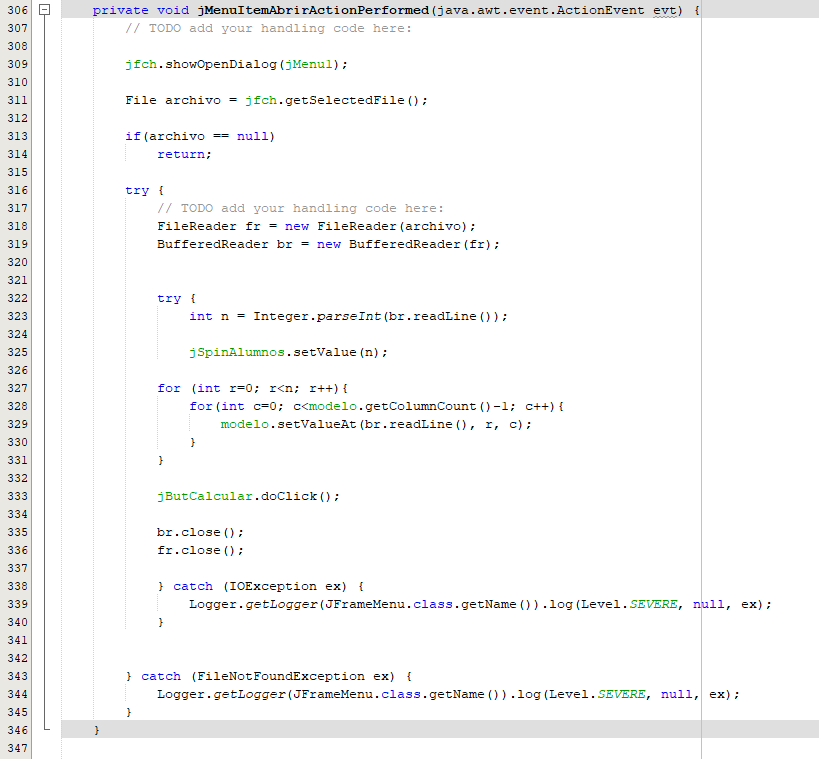 306 private void jMenuItemAbrirActionPerformed(java.awt.event.ActionEvent evt) {
307 // TODO add your handling code here:
308
309 jfch.showOpenDialog(jMenu1);
310
311 File archivo = jfch.getSelectedFile();
312
313 if(archivo == null)
314 return;
315
316 try {
317 // TODO add your handling code here:
318 FileReader fr = new FileReader(archivo);
319 BufferedReader br = new BufferedReader(fr);
320
321
322 try {
323 int n = Integer.parseInt(br.readLine());
324
325 jSpinAlumnos.setValue(n);
326
327 for (int r=0; r<n; r++){
328 for(int c=0; c<modelo.getColumnCount()-1; c++){
329 modelo.setValueAt(br.readLine(), r, c);
330 }
331 }
332
333 jButCalcular.doClick();
334
335 br.close();
336 fr.close();
337
338 } catch (IOException ex) {
339 Logger.getLogger(JFrameMenu.class.getName()).log(Level.SEVERE, null, ex);
340 }
341
342
343 } catch (FileNotFoundException ex) {
344 Logger.getLogger(JFrameMenu.class.getName()).log(Level.SEVERE, null, ex);
345 }
346 }
347